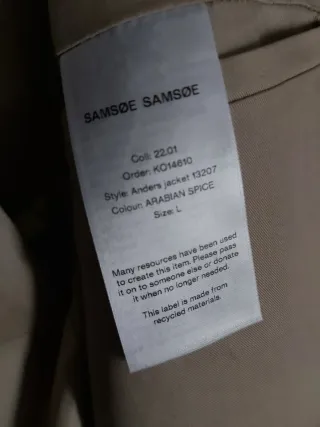 SAMSØE SAMSØE
Coll: 22.01
Order: KO14610
Style: Anders jacket 13207
Colour: ARABIAN SPICE
Size: L
Many resources have been used
to create this item. Please pass
it on to someone else or donate
it when no longer needed.
This label is made from
recycled materials.